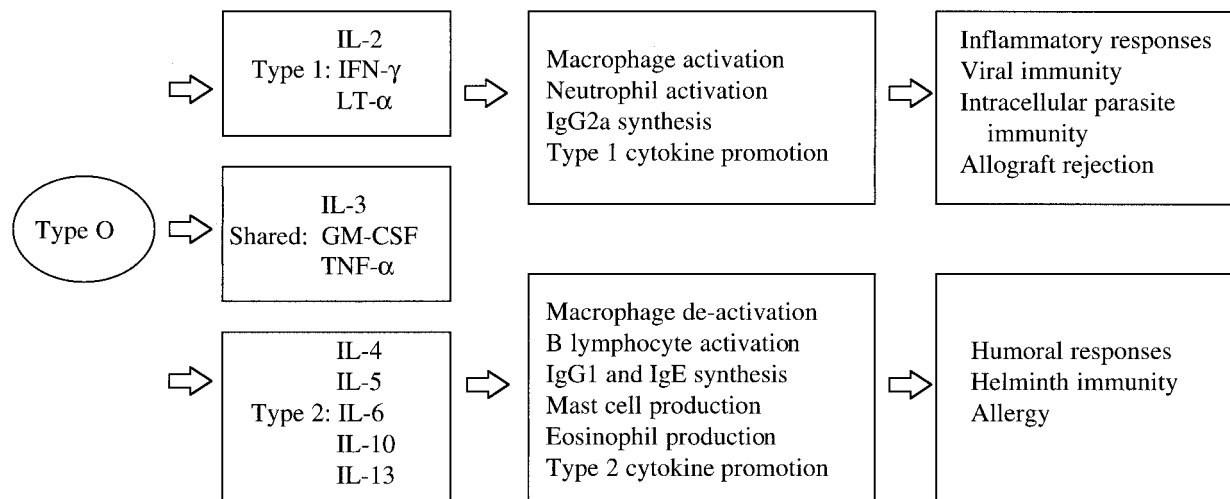 Type O
IL-2
Type 1: IFN-γ
LT-α
Macrophage activation
Neutrophil activation
IgG2a synthesis
Type 1 cytokine promotion
Inflammatory responses
Viral immunity
Intracellular parasite
immunity
Allograft rejection
IL-3
Shared: GM-CSF
TNF-α
IL-4
IL-5
Type 2: IL-6
IL-10
IL-13
Macrophage de-activation
B lymphocyte activation
IgG1 and IgE synthesis
Mast cell production
Eosinophil production
Type 2 cytokine promotion
Humoral responses
Helminth immunity
Allergy